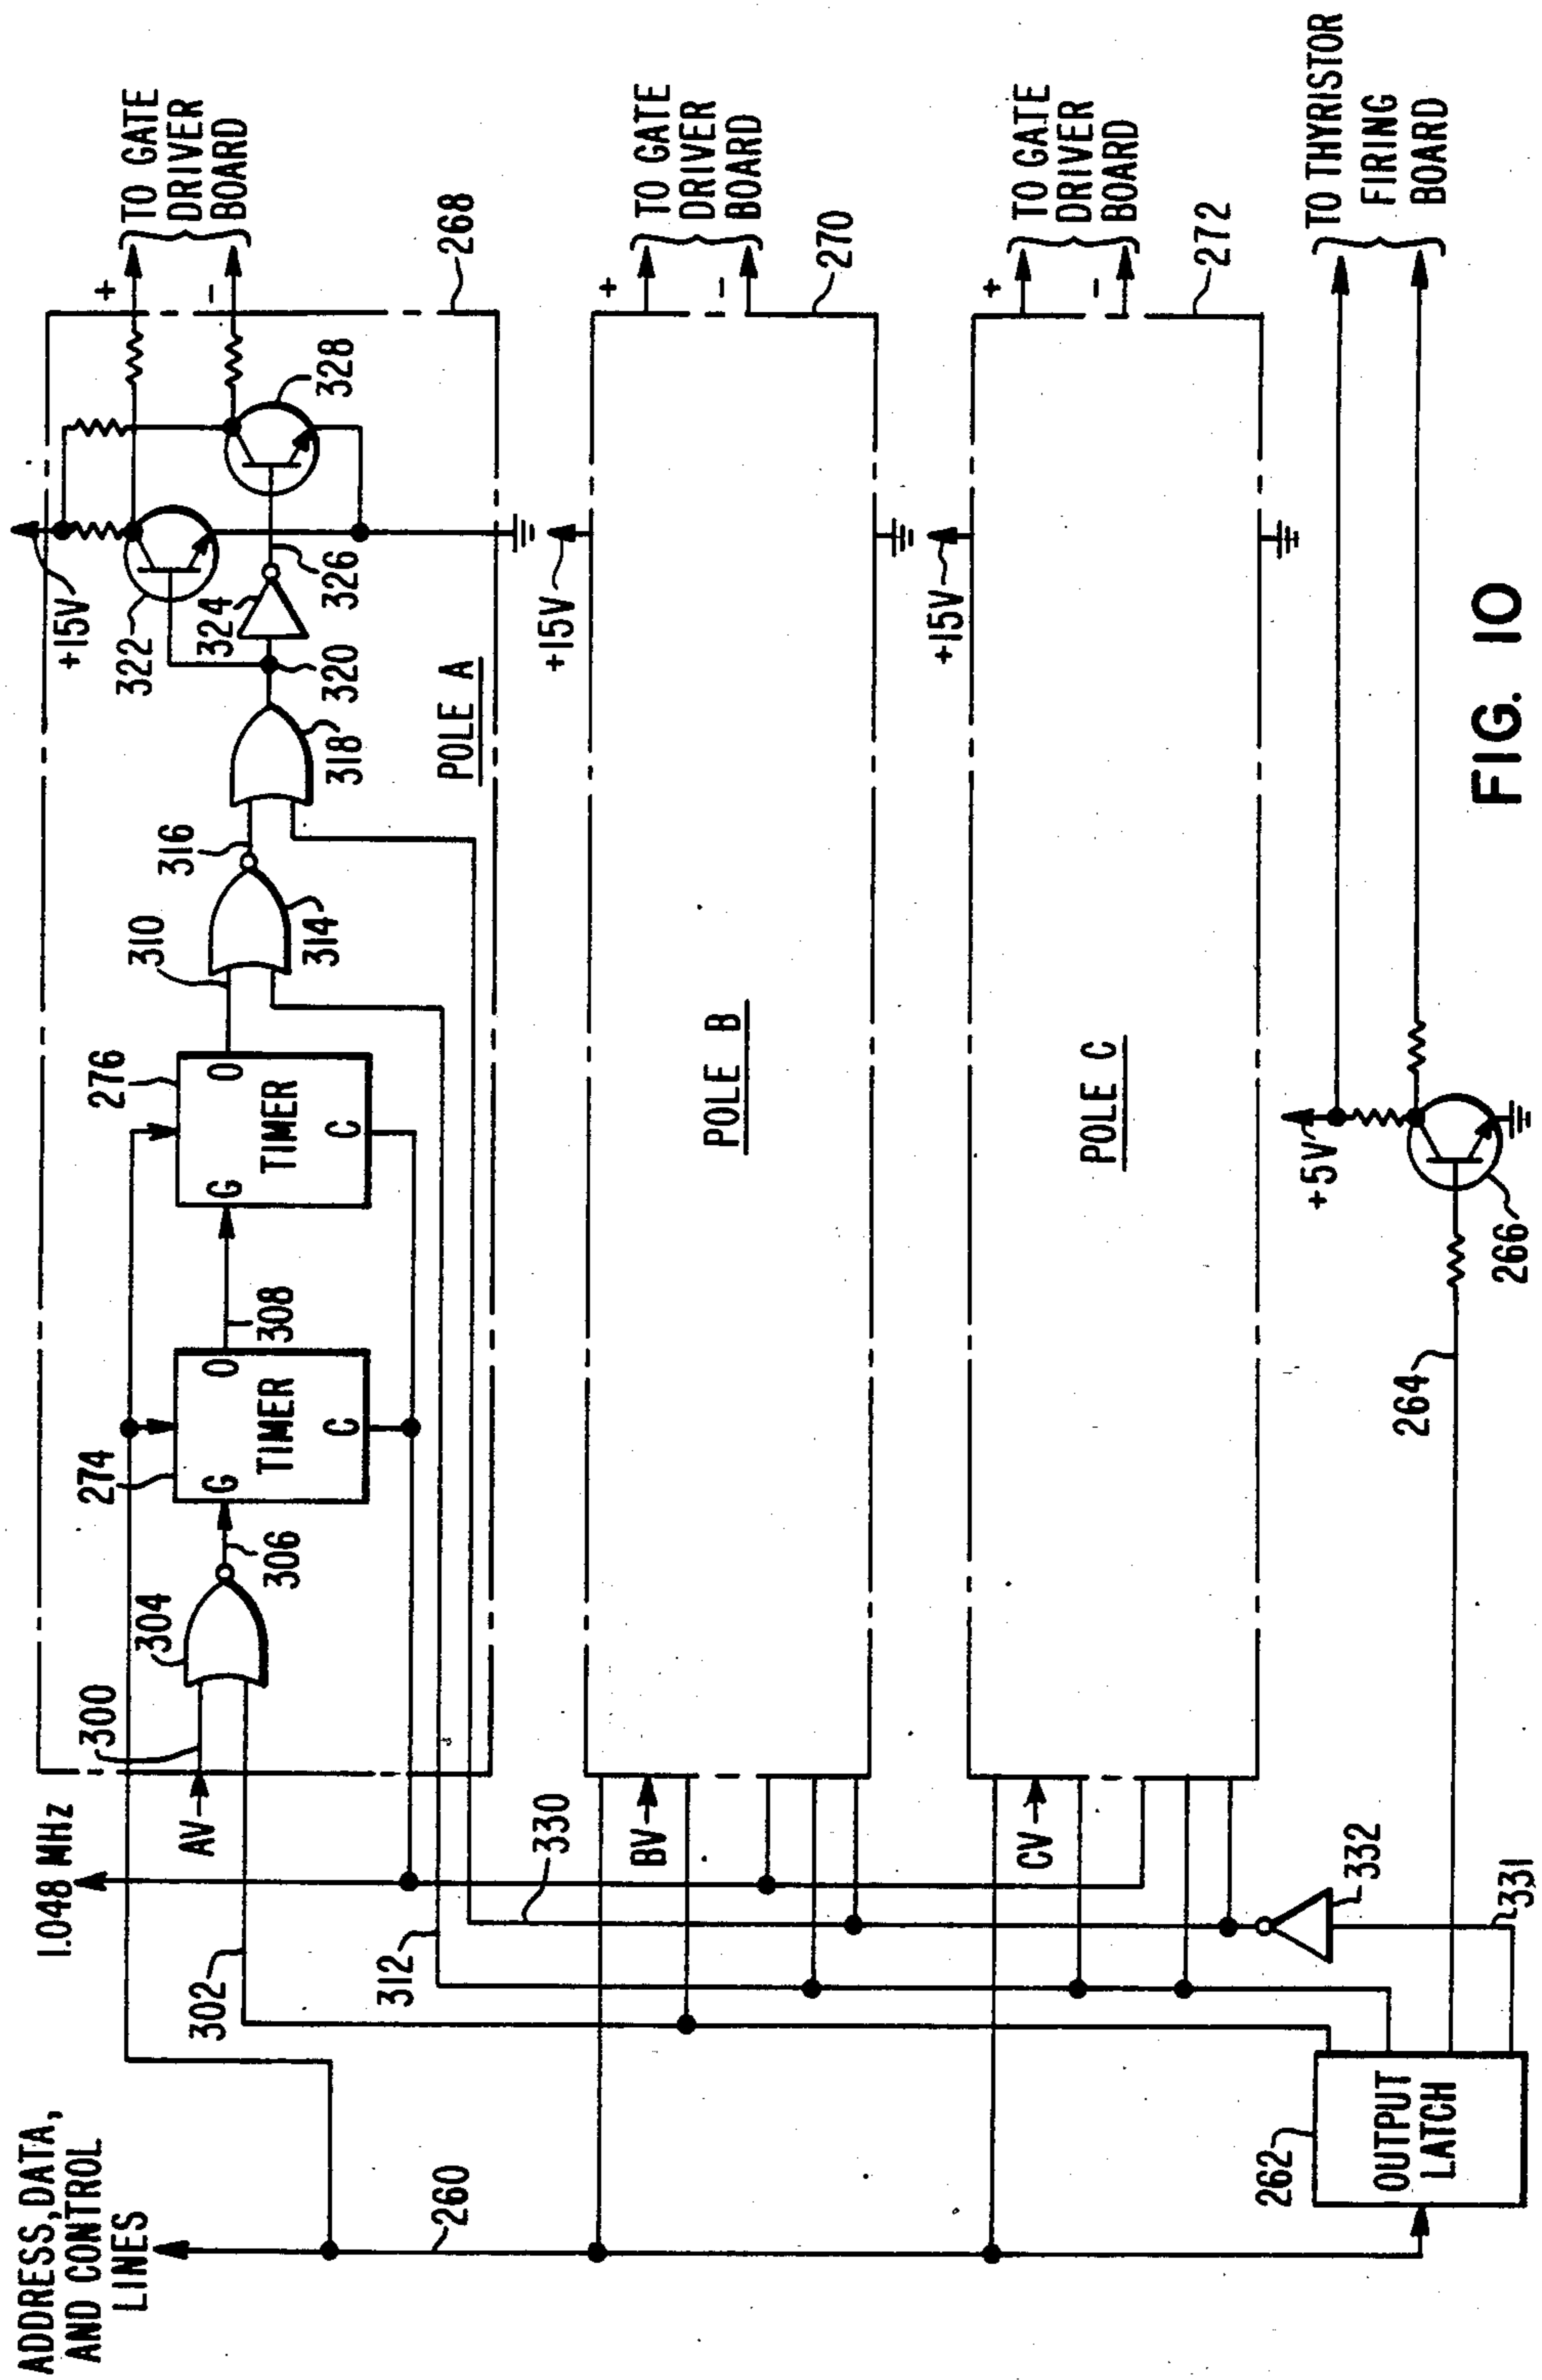 ADDRESS, DATA,
AND CONTROL
LINES
260
1.048 MHz
302
312
330
AV
300
304
306
274
G
O
TIMER
C
308
276
G
O
TIMER
C
310
314
316
318
320
322
324
326
328
+15V
+
-
TO GATE
DRIVER
BOARD
268
POLE A
BV
POLE B
+15V
+
-
TO GATE
DRIVER
BOARD
270
CV
POLE C
+15V
+
-
TO GATE
DRIVER
BOARD
272
332
331
262
OUTPUT
LATCH
264
266
+5V
TO THYRISTOR
FIRING
BOARD
FIG. 10